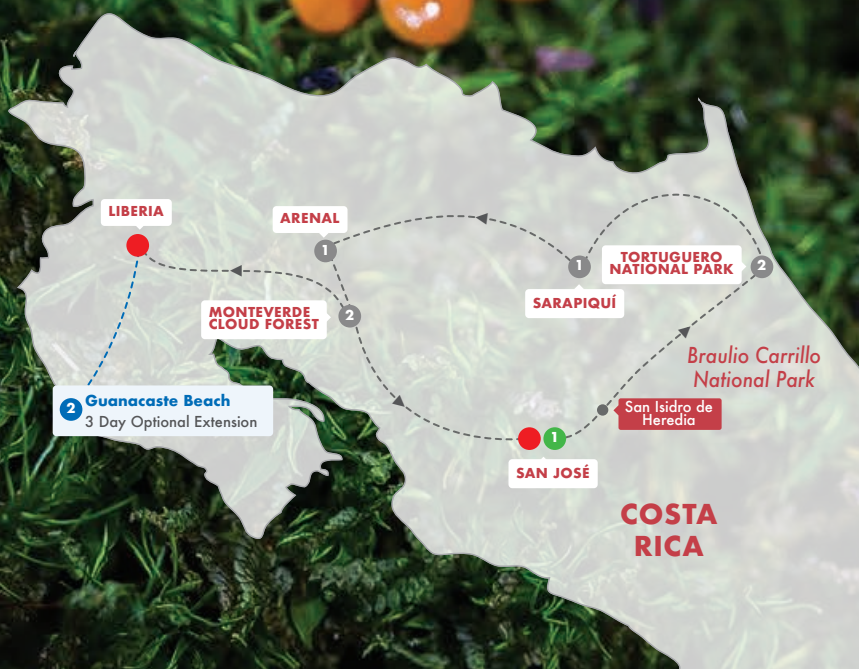 LIBERIA
ARENAL
1
1
SARAPIQUÍ
TORTUGUERO
NATIONAL PARK
2
MONTEVERDE
CLOUD FOREST
2
Braulio Carrillo
National Park
2
Guanacaste Beach
3 Day Optional Extension
San Isidro de
Heredia
1
SAN JOSÉ
COSTA
RICA